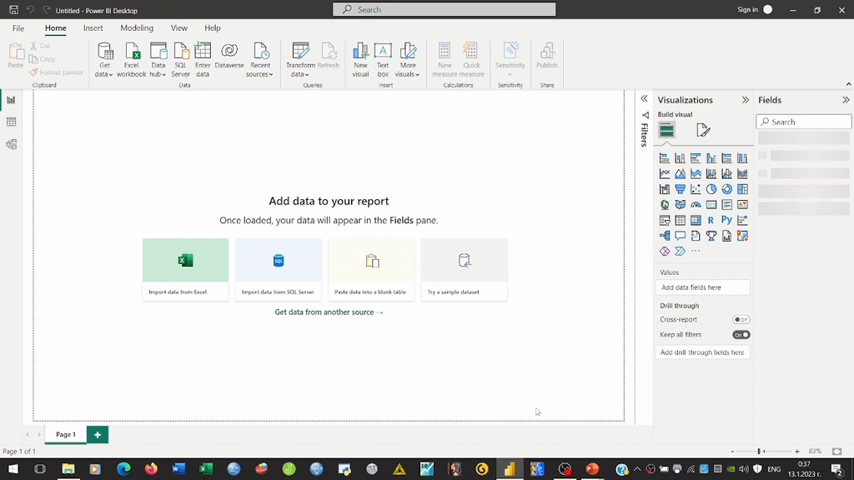 Untitled - Power BI Desktop
Search
Sign in
File
Home
Insert
Modeling
View
Help
Paste
Cut
Copy
Format painter
Clipboard
Get data
Excel workbook
Data hub
SQL Server
Enter data
Dataverse
Recent sources
Data
Transform data
Refresh
Queries
New visual
Text box
More visuals
Insert
New measure
Quick measure
Calculations
Sensitivity
Sensitivity
Publish
Share
Filters
Visualizations
Build visual
R
Py
Values
Add data fields here
Drill through
Cross-report
Off
Keep all filters
On
Add drill through fields here
Fields
Search
Add data to your report
Once loaded, your data will appear in the Fields pane.
SQL
Import data from Excel
Import data from SQL Server
Paste data into a blank table
Try a sample dataset
Get data from another source →
Page 1
Page 1 of 1
83%
ENG
0:37
13.1.2023 г.